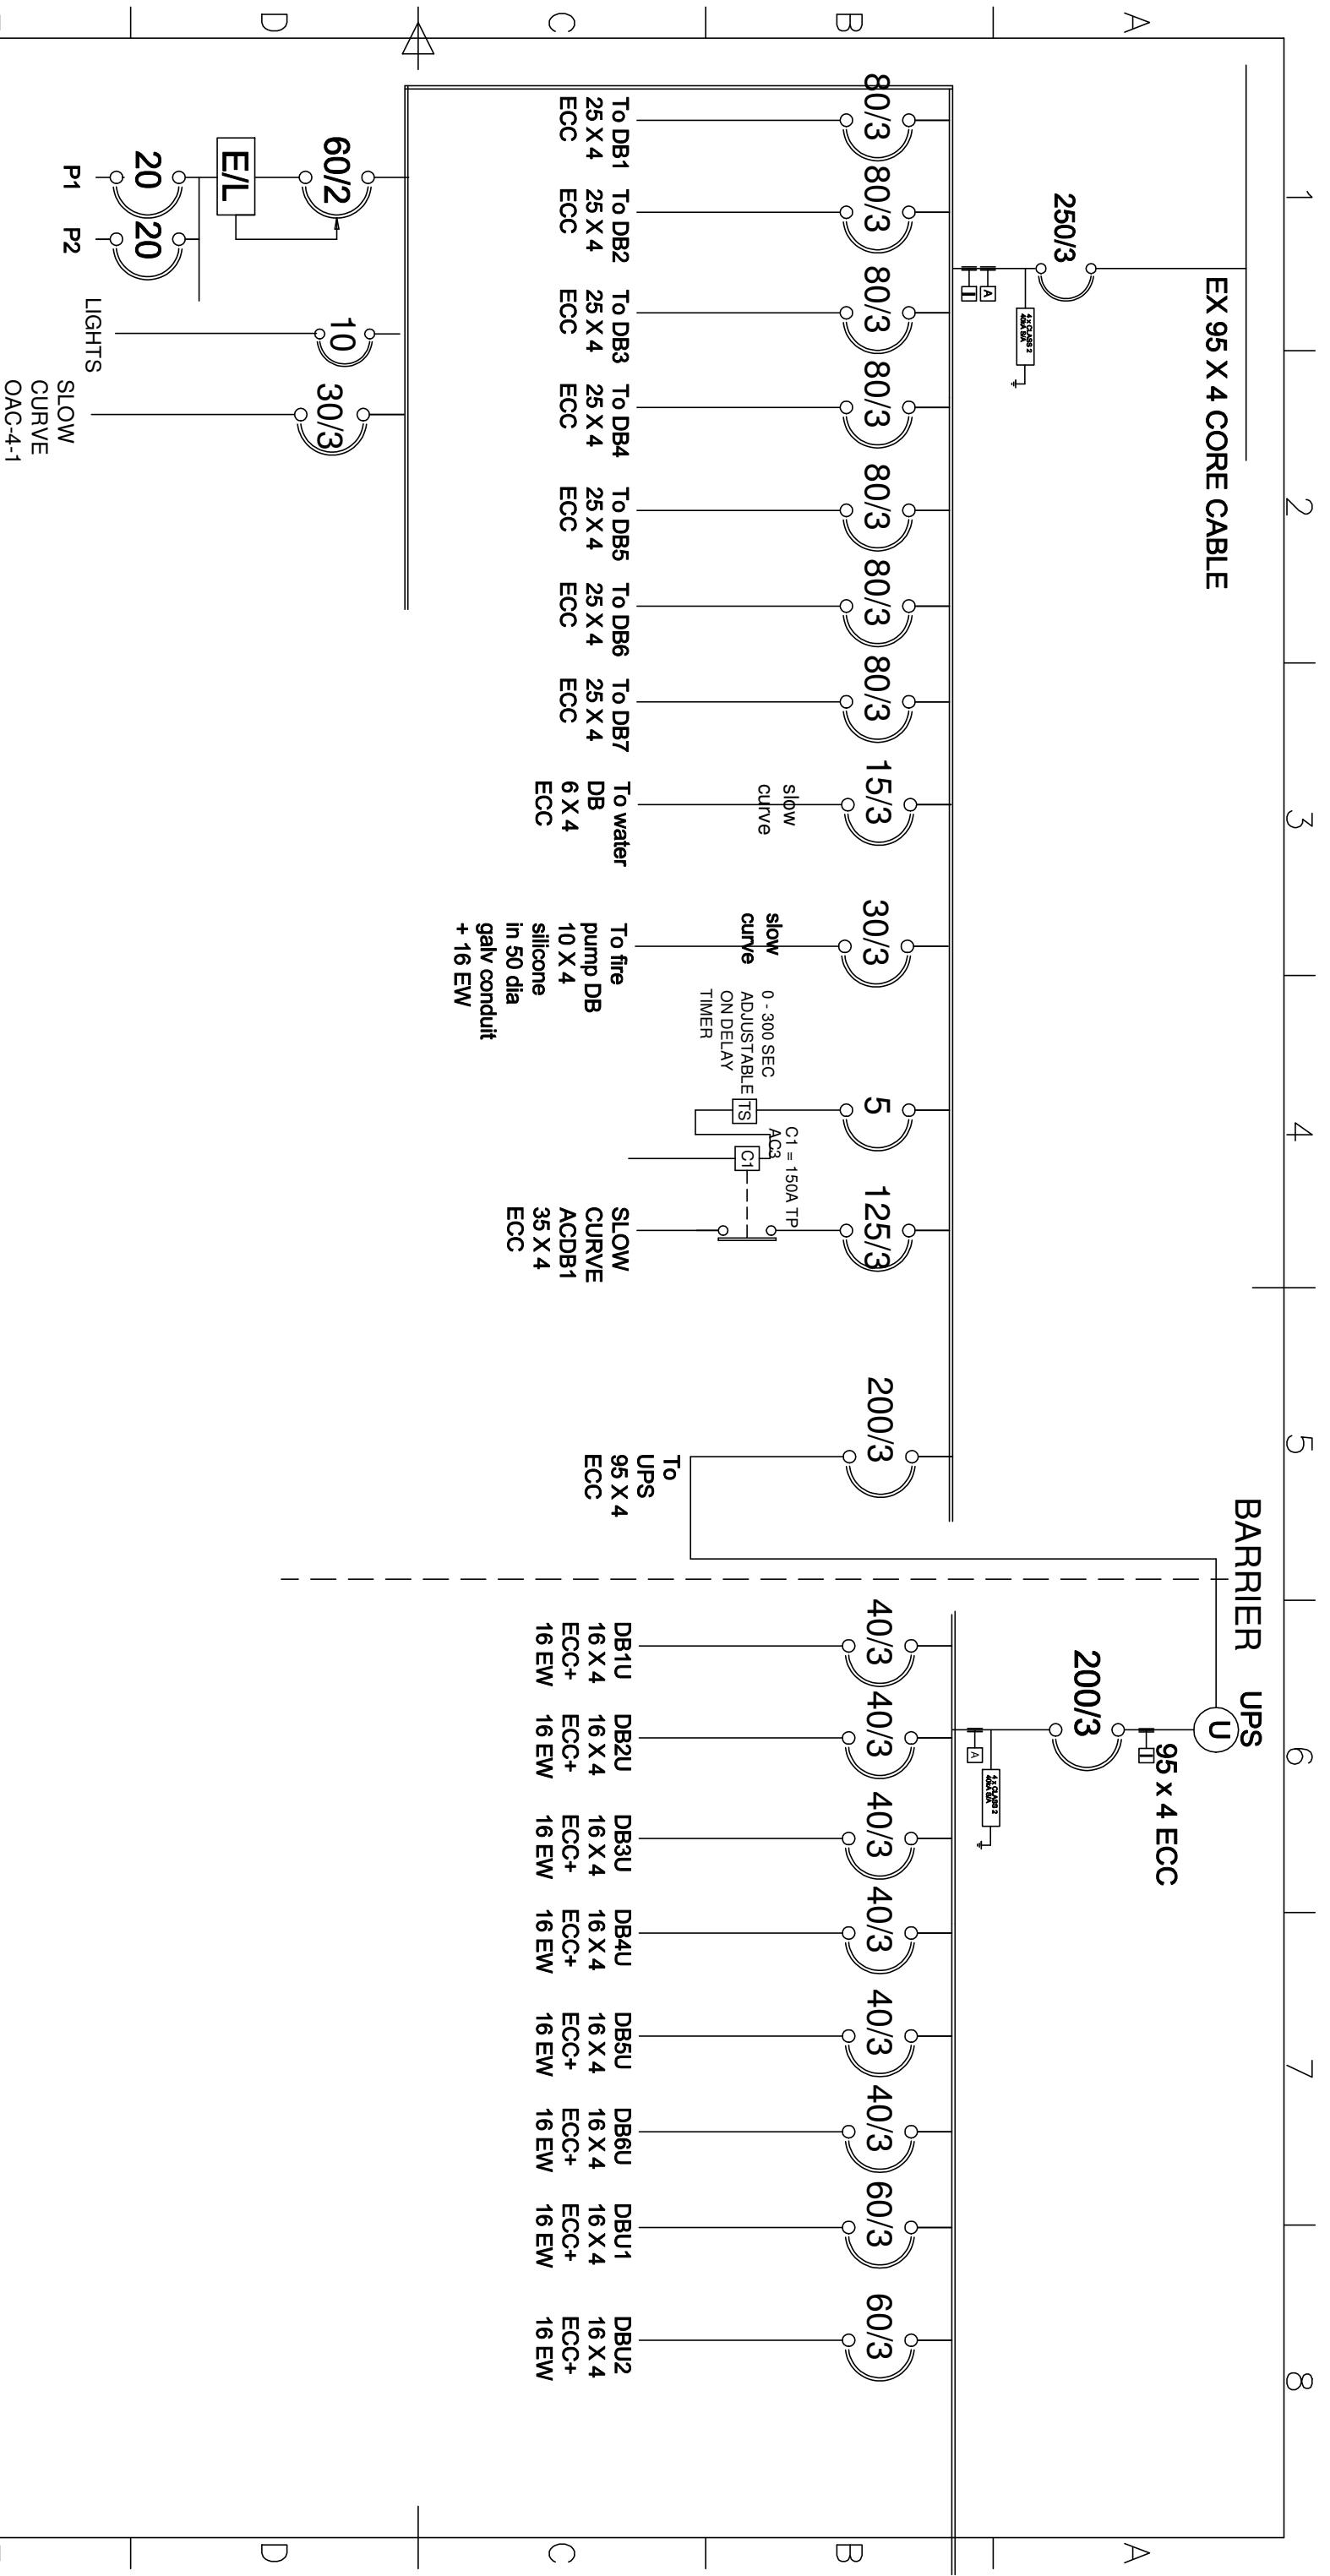 1
2
3
4
5
6
7
8
A
A
B
B
C
C
D
D
EX 95 X 4 CORE CABLE
250/3
4 x CLASS 2
40kA S/A
A
I
80/3
80/3
80/3
80/3
80/3
80/3
80/3
15/3
30/3
5
125/3
200/3
To DB1
25 X 4
ECC
To DB2
25 X 4
ECC
To DB3
25 X 4
ECC
To DB4
25 X 4
ECC
To DB5
25 X 4
ECC
To DB6
25 X 4
ECC
To DB7
25 X 4
ECC
slow
curve
To water
DB
6 X 4
ECC
slow
curve
To fire
pump DB
10 X 4
silicone
in 50 dia
galv conduit
+ 16 EW
0 - 300 SEC
ADJUSTABLE
ON DELAY
TIMER
TS
C1 = 150A TP
AC3
C1
SLOW
CURVE
ACDB1
35 X 4
ECC
To
UPS
95 X 4
ECC
BARRIER
UPS
U
95 x 4 ECC
200/3
4 x CLASS 2
40kA S/A
A
40/3
40/3
40/3
40/3
40/3
40/3
60/3
60/3
DB1U
16 X 4
ECC+
16 EW
DB2U
16 X 4
ECC+
16 EW
DB3U
16 X 4
ECC+
16 EW
DB4U
16 X 4
ECC+
16 EW
DB5U
16 X 4
ECC+
16 EW
DB6U
16 X 4
ECC+
16 EW
DBU1
16 X 4
ECC+
16 EW
DBU2
16 X 4
ECC+
16 EW
60/2
E/L
20
20
P1
P2
10
LIGHTS
30/3
SLOW
CURVE
OAC-4-1